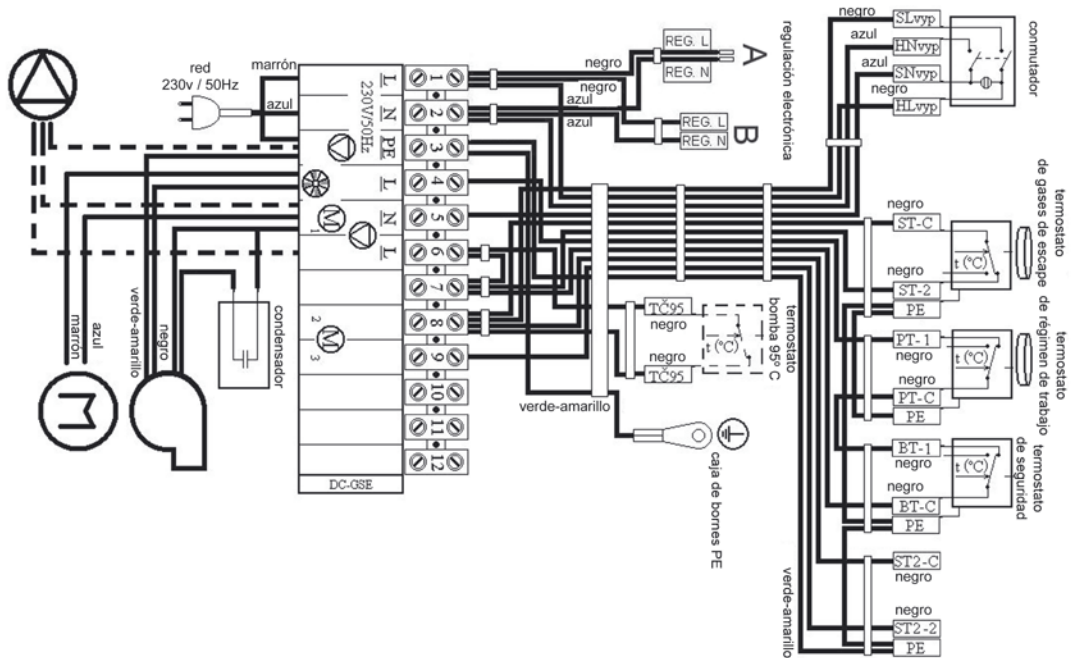 red
230v / 50Hz
marrón
azul
marrón
azul
verde-amarillo
negro
condensador
M
L
N
PE
L
N
L
230V/50Hz
M
1
2
M
3
DC-GSE
1
2
3
4
5
6
7
8
9
10
11
12
negro
negro
azul
azul
REG. L
REG. N
A
REG. L
REG. N
B
regulación electrónica
negro
azul
azul
negro
SLvyp
HNvyp
SNvyp
HLvyp
conmutador
negro
ST-C
t (°C)
negro
ST-2
PE
termostato
de gases de escape
PT-1
negro
t (°C)
negro
PT-C
PE
termostato
de régimen de trabajo
BT-1
negro
t (°C)
negro
BT-C
PE
termostato
de seguridad
ST2-C
negro
negro
ST2-2
PE
verde-amarillo
TČ95
negro
t (°C)
negro
TČ95
termostato
bomba 95º C
verde-amarillo
caja de bornes PE